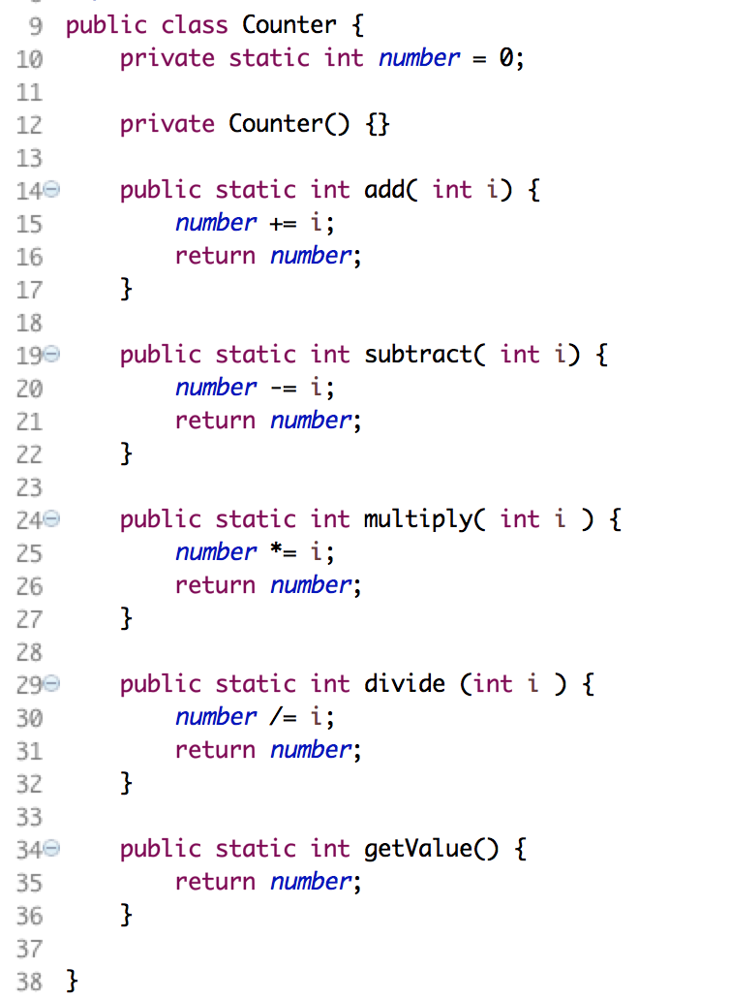 9 public class Counter {
10     private static int number = 0;
11
12     private Counter() {}
13
14     public static int add( int i) {
15         number += i;
16         return number;
17     }
18
19     public static int subtract( int i) {
20         number -= i;
21         return number;
22     }
23
24     public static int multiply( int i ) {
25         number *= i;
26         return number;
27     }
28
29     public static int divide (int i ) {
30         number /= i;
31         return number;
32     }
33
34     public static int getValue() {
35         return number;
36     }
37
38 }